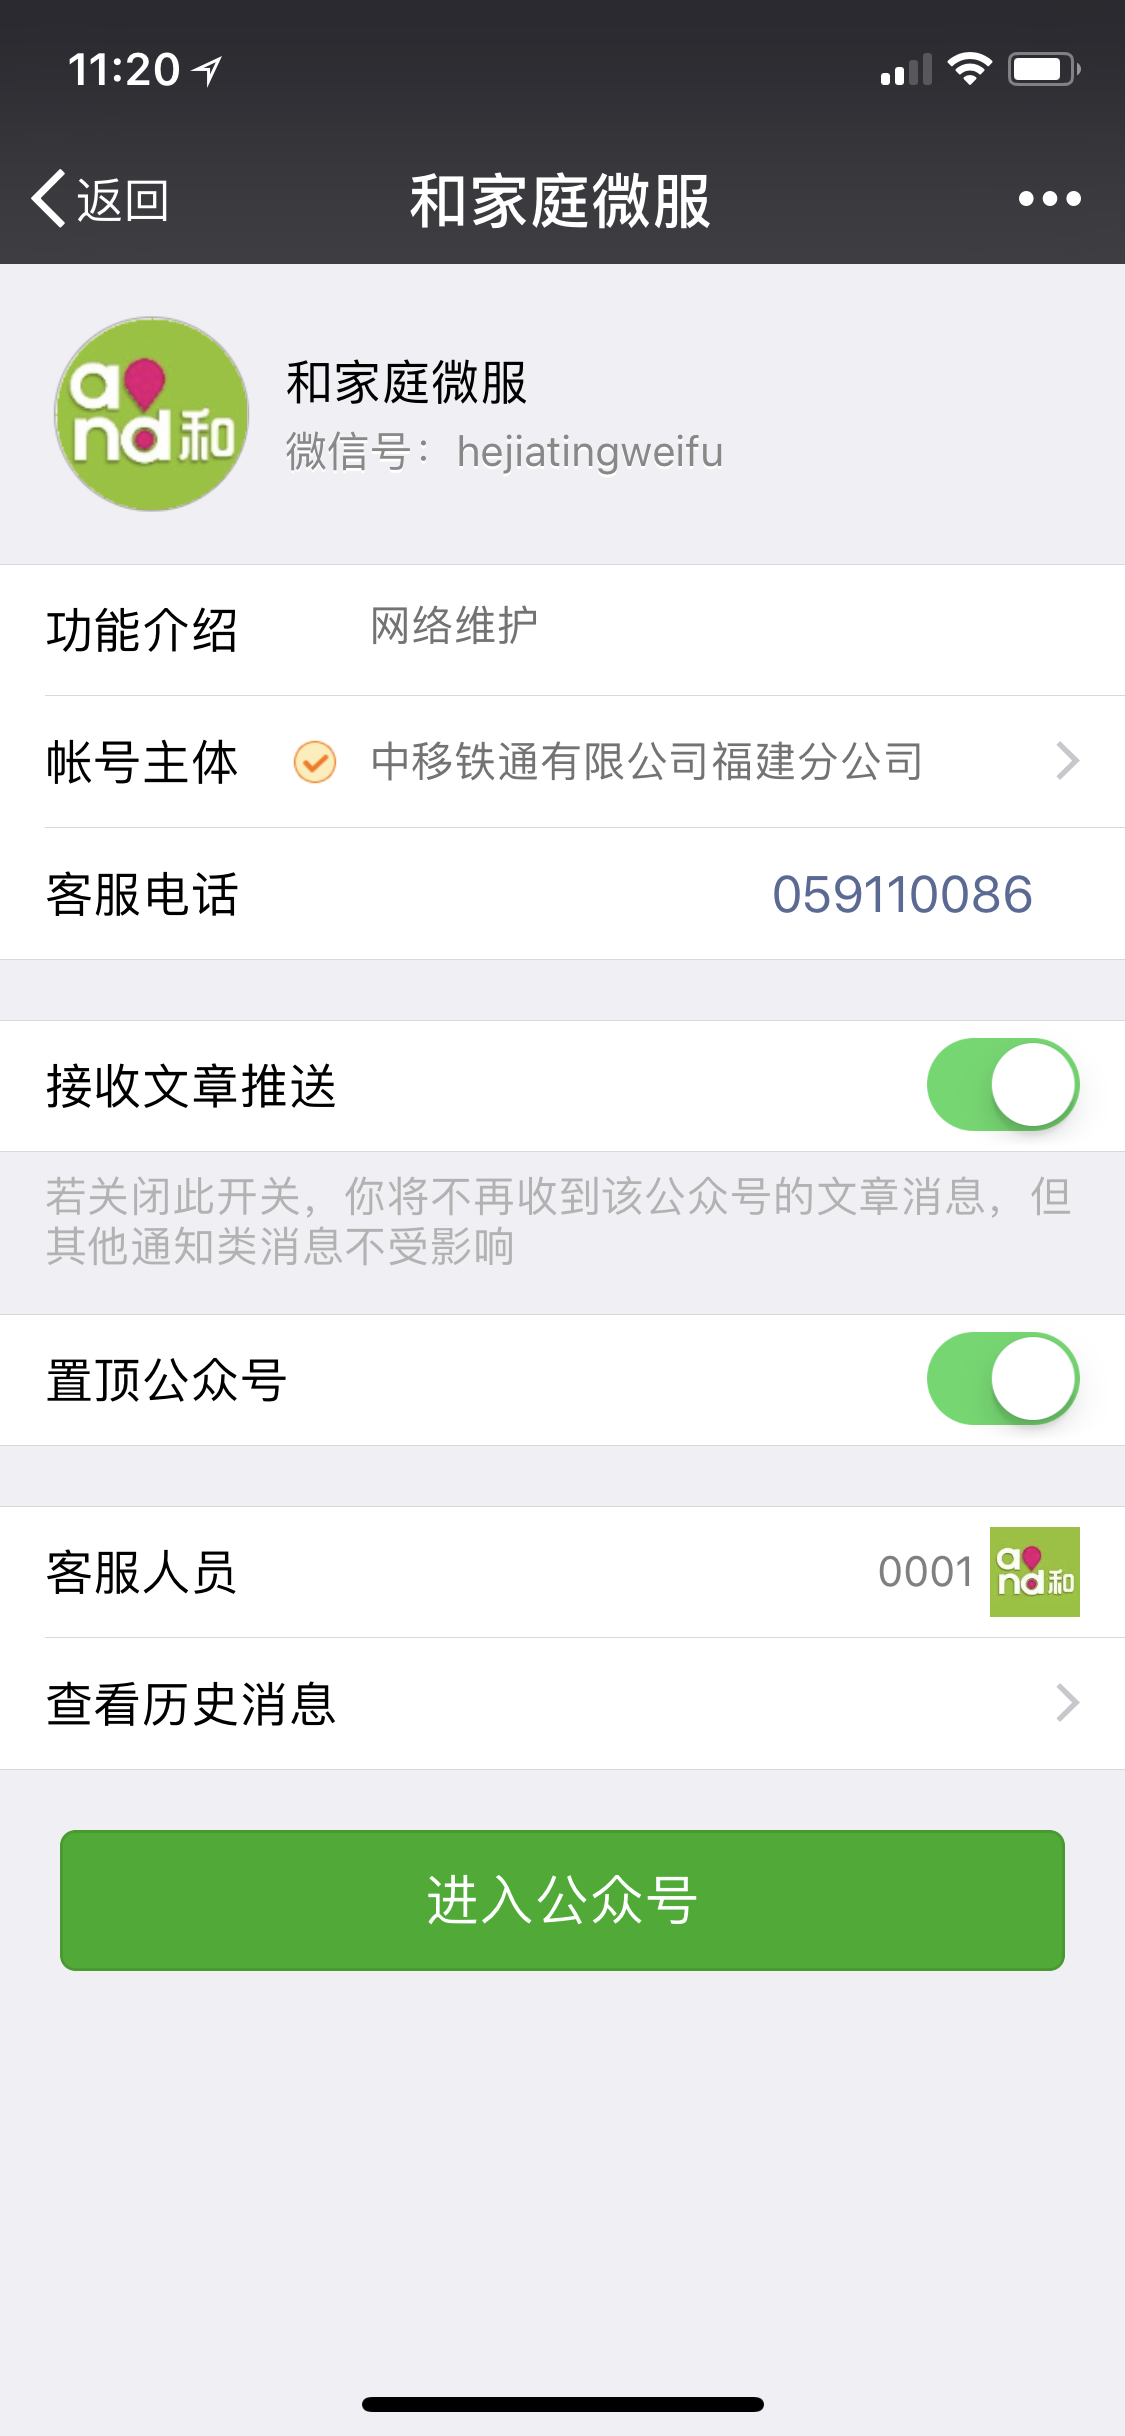 11:20
返回
和家庭微服
and和
和家庭微服
微信号：hejiatingweifu
功能介绍 网络维护
帐号主体 中移铁通有限公司福建分公司
客服电话 059110086
接收文章推送
若关闭此开关，你将不再收到该公众号的文章消息，但
其他通知类消息不受影响
置顶公众号
客服人员 0001 and和
查看历史消息
进入公众号